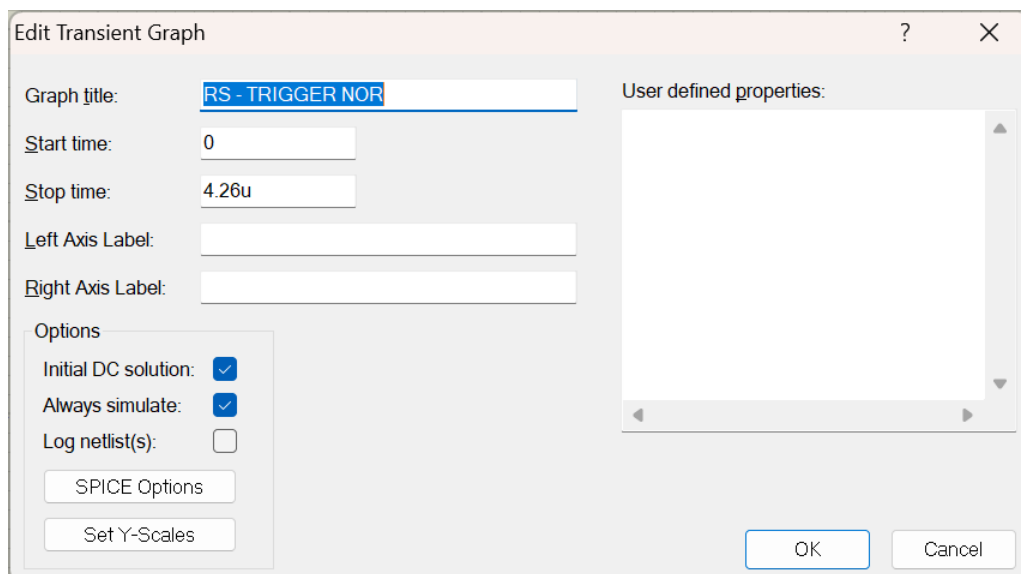 Edit Transient Graph
?
Graph title:
RS - TRIGGER NOR
User defined properties:
Start time:
0
Stop time:
4.26u
Left Axis Label:
Right Axis Label:
Options
Initial DC solution:
Always simulate:
Log netlist(s):
SPICE Options
Set Y-Scales
OK
Cancel